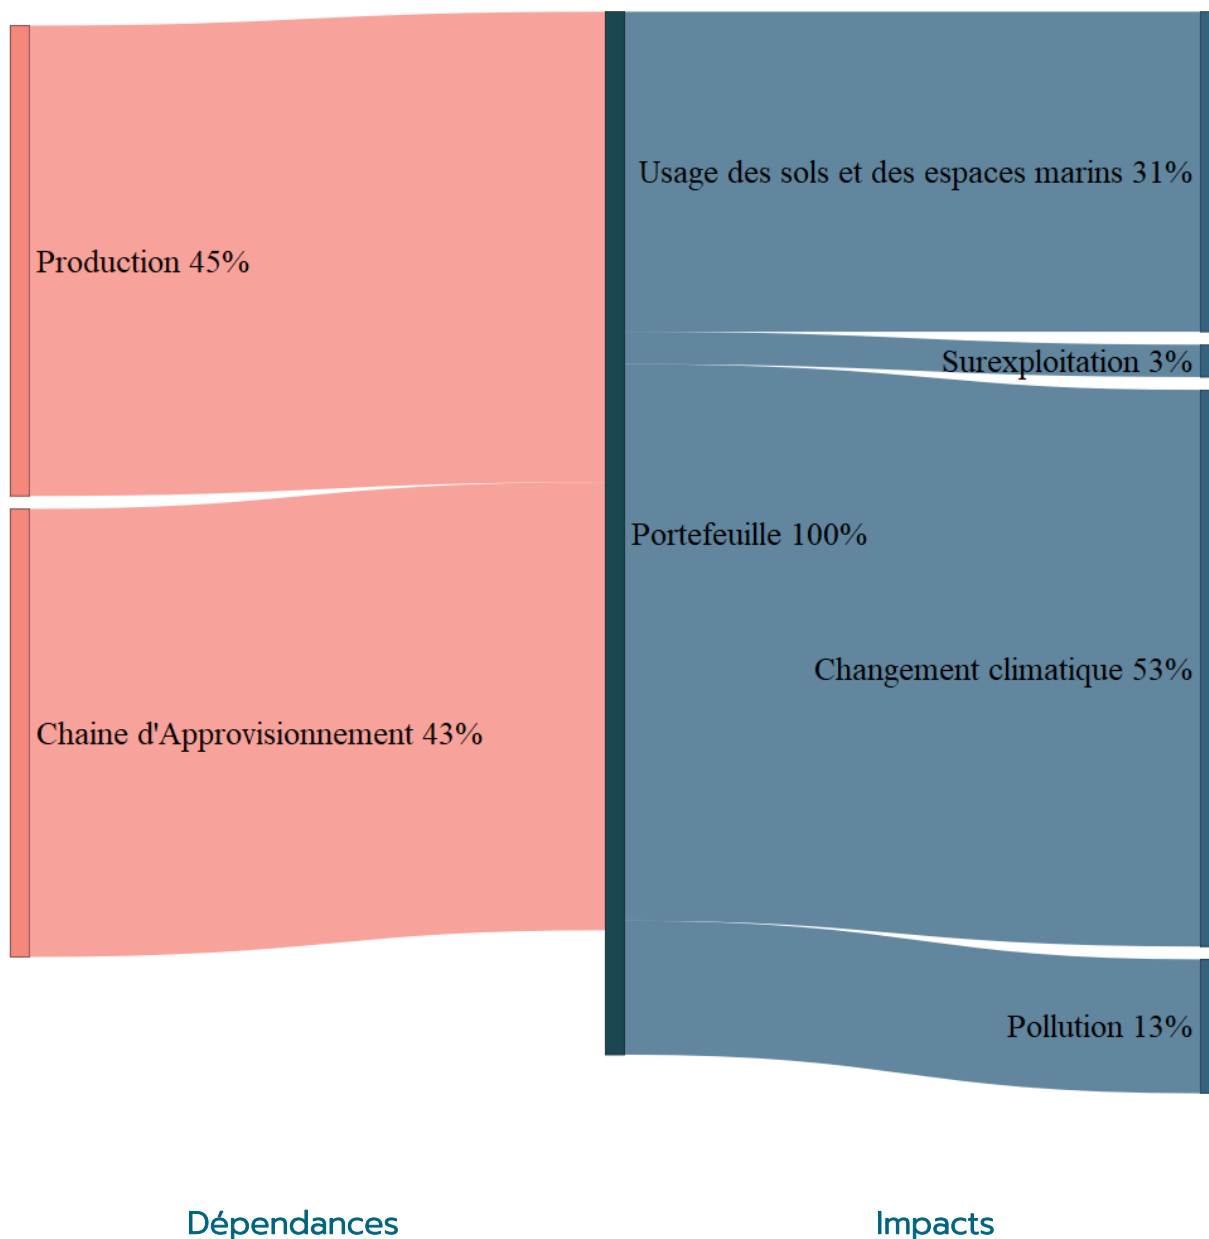 Usage des sols et des espaces marins 31%
Production 45%
Surexploitation 3%
Portefeuille 100%
Changement climatique 53%
Chaine d'Approvisionnement 43%
Pollution 13%
Dépendances
Impacts